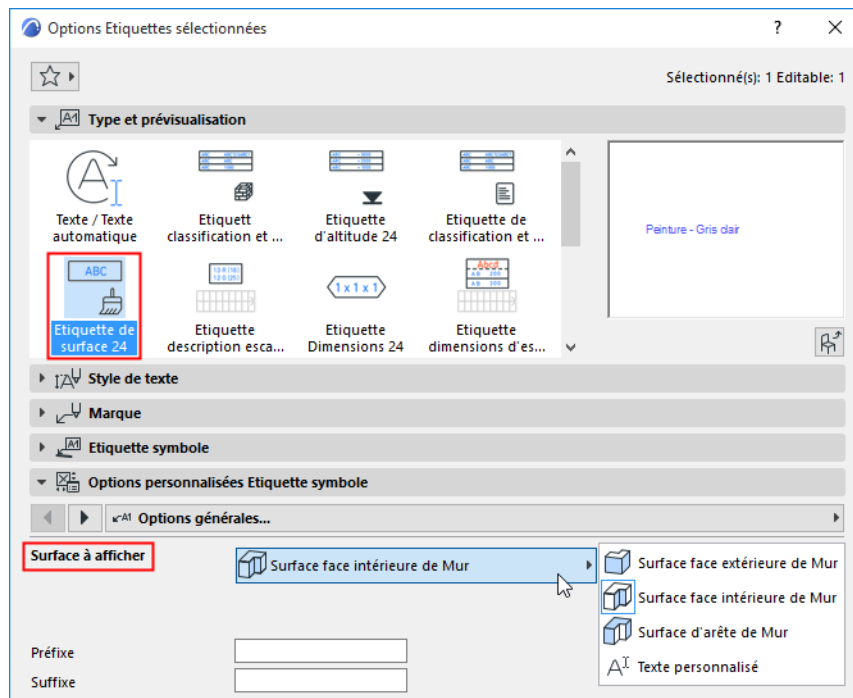 Options Etiquettes sélectionnées
?
Sélectionné(s): 1 Editable: 1
A1 Type et prévisualisation
Texte / Texte
automatique
Etiquett
classification et ...
Etiquette
d'altitude 24
Etiquette de
classification et ...
Peinture - Gris clair
ABC
Etiquette de
surface 24
Etiquette
description esca...
1 x 1 x 1
Etiquette
Dimensions 24
Abcd
Etiquette
dimensions d'es...
Style de texte
Marque
A1 Etiquette symbole
Options personnalisées Etiquette symbole
A1 Options générales...
Surface à afficher
Surface face intérieure de Mur
Surface face extérieure de Mur
Surface face intérieure de Mur
Surface d'arête de Mur
Texte personnalisé
Préfixe
Suffixe